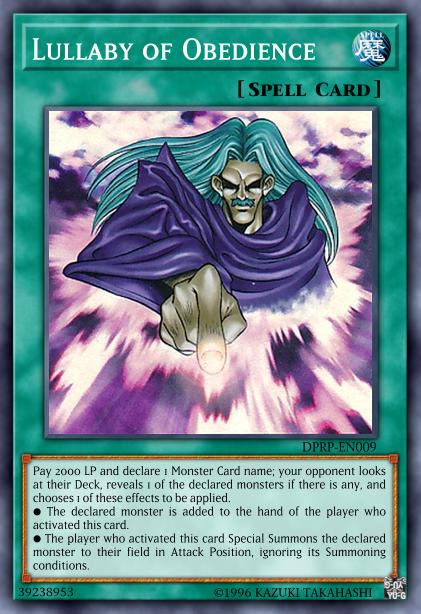 LULLABY OF OBEDIENCE
SPELL
魔
[SPELL CARD]
DPRP-EN009
Pay 2000 LP and declare 1 Monster Card name; your opponent looks
at their Deck, reveals 1 of the declared monsters if there is any, and
chooses 1 of these effects to be applied.
● The declared monster is added to the hand of the player who
activated this card.
● The player who activated this card Special Summons the
declared monster to their field in Attack Position, ignoring its Summoning
conditions.
39238953
©1996 KAZUKI TAKAHASHI